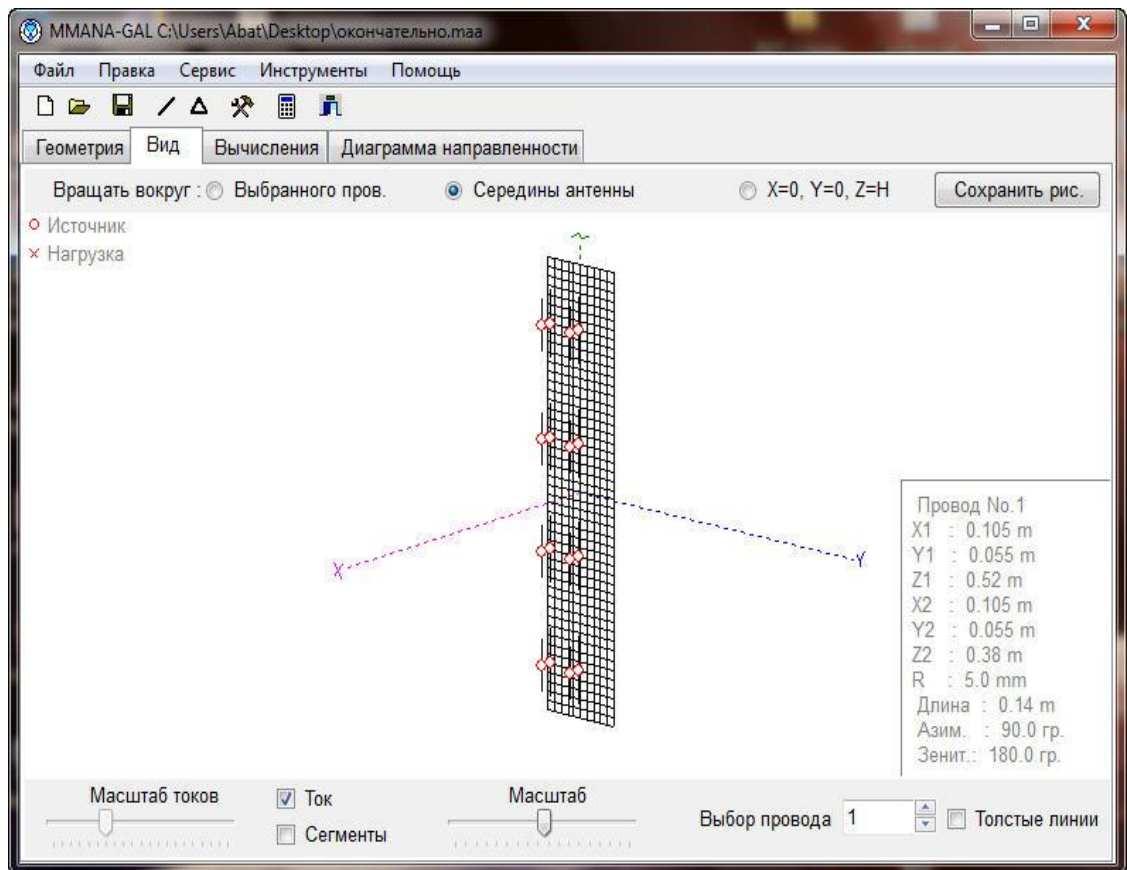 MMANA-GAL C:\Users\Abat\Desktop\окончательно.maa
Файл Правка Сервис Инструменты Помощь
Геометрия Вид Вычисления Диаграмма направленности
Вращать вокруг : Выбранного пров. Середины антенны X=0, Y=0, Z=H Сохранить рис.
Источник
Нагрузка
X
Y
Провод No.1
X1 : 0.105 m
Y1 : 0.055 m
Z1 : 0.52 m
X2 : 0.105 m
Y2 : 0.055 m
Z2 : 0.38 m
R : 5.0 mm
Длина : 0.14 m
Азим. : 90.0 гр.
Зенит.: 180.0 гр.
Масштаб токов Ток Масштаб
Сегменты Выбор провода 1 Толстые линии